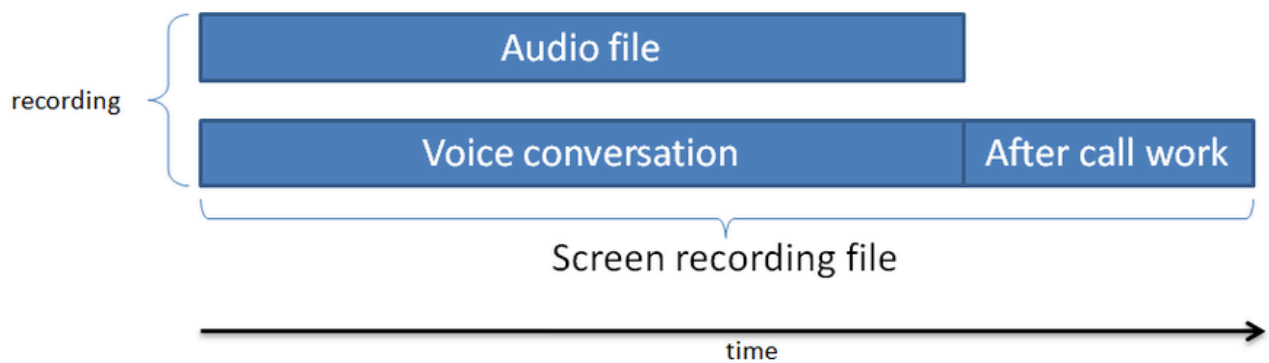 Audio file
recording
Voice conversation
After call work
Screen recording file
time